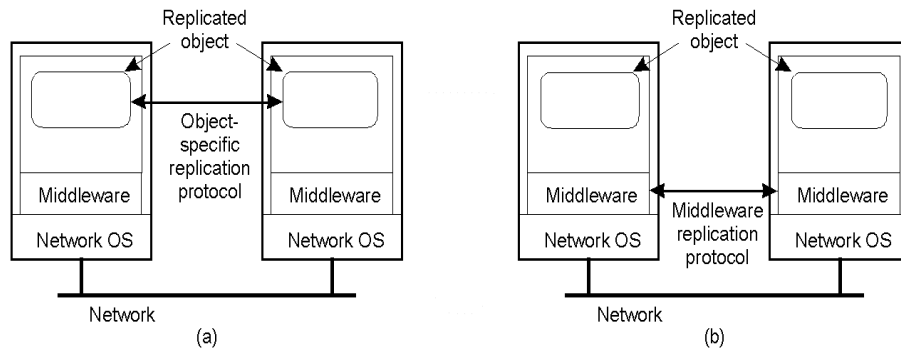 Replicated
object
Object-
specific
replication
protocol
Middleware
Middleware
Network OS
Network OS
Network
(a)
Replicated
object
Middleware
Middleware
Middleware
replication
protocol
Network OS
Network OS
Network
(b)